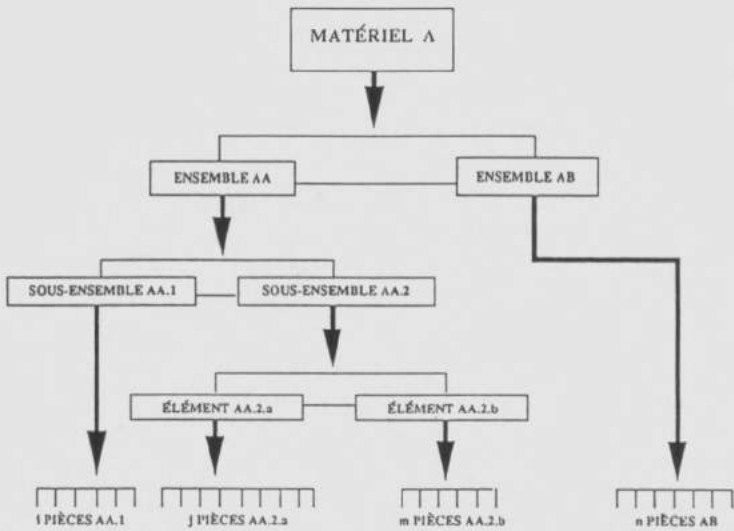 MATÉRIEL A
ENSEMBLE AA
ENSEMBLE AB
SOUS-ENSEMBLE AA.1
SOUS-ENSEMBLE AA.2
ÉLÉMENT AA.2.a
ÉLÉMENT AA.2.b
i PIÈCES AA.1
j PIÈCES AA.2.a
m PIÈCES AA.2.b
n PIÈCES AB